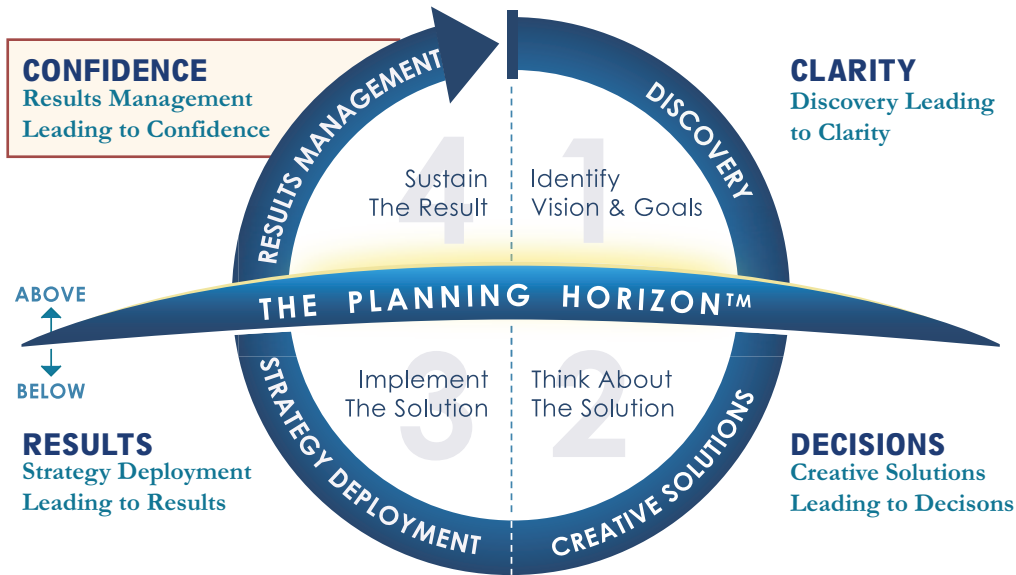 CONFIDENCE
Results Management
Leading to Confidence
CLARITY
Discovery Leading
to Clarity
RESULTS MANAGEMENT
DISCOVERY
4
Sustain
The Result
1
Identify
Vision & Goals
THE PLANNING HORIZON™
ABOVE
BELOW
3
Implement
The Solution
2
Think About
The Solution
STRATEGY DEPLOYMENT
CREATIVE SOLUTIONS
RESULTS
Strategy Deployment
Leading to Results
DECISIONS
Creative Solutions
Leading to Decisons